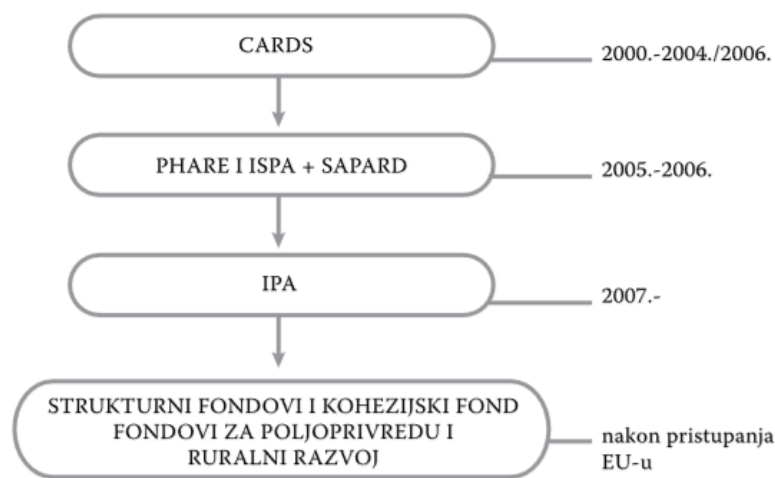 CARDS
2000.-2004./2006.
PHARE I ISPA + SAPARD
2005.-2006.
IPA
2007.-
STRUKTURNI FONDOVI I KOHEZIJSKI FOND
FONDOVI ZA POLJOPRIVREDU I
RURALNI RAZVOJ
nakon pristupanja
EU-u